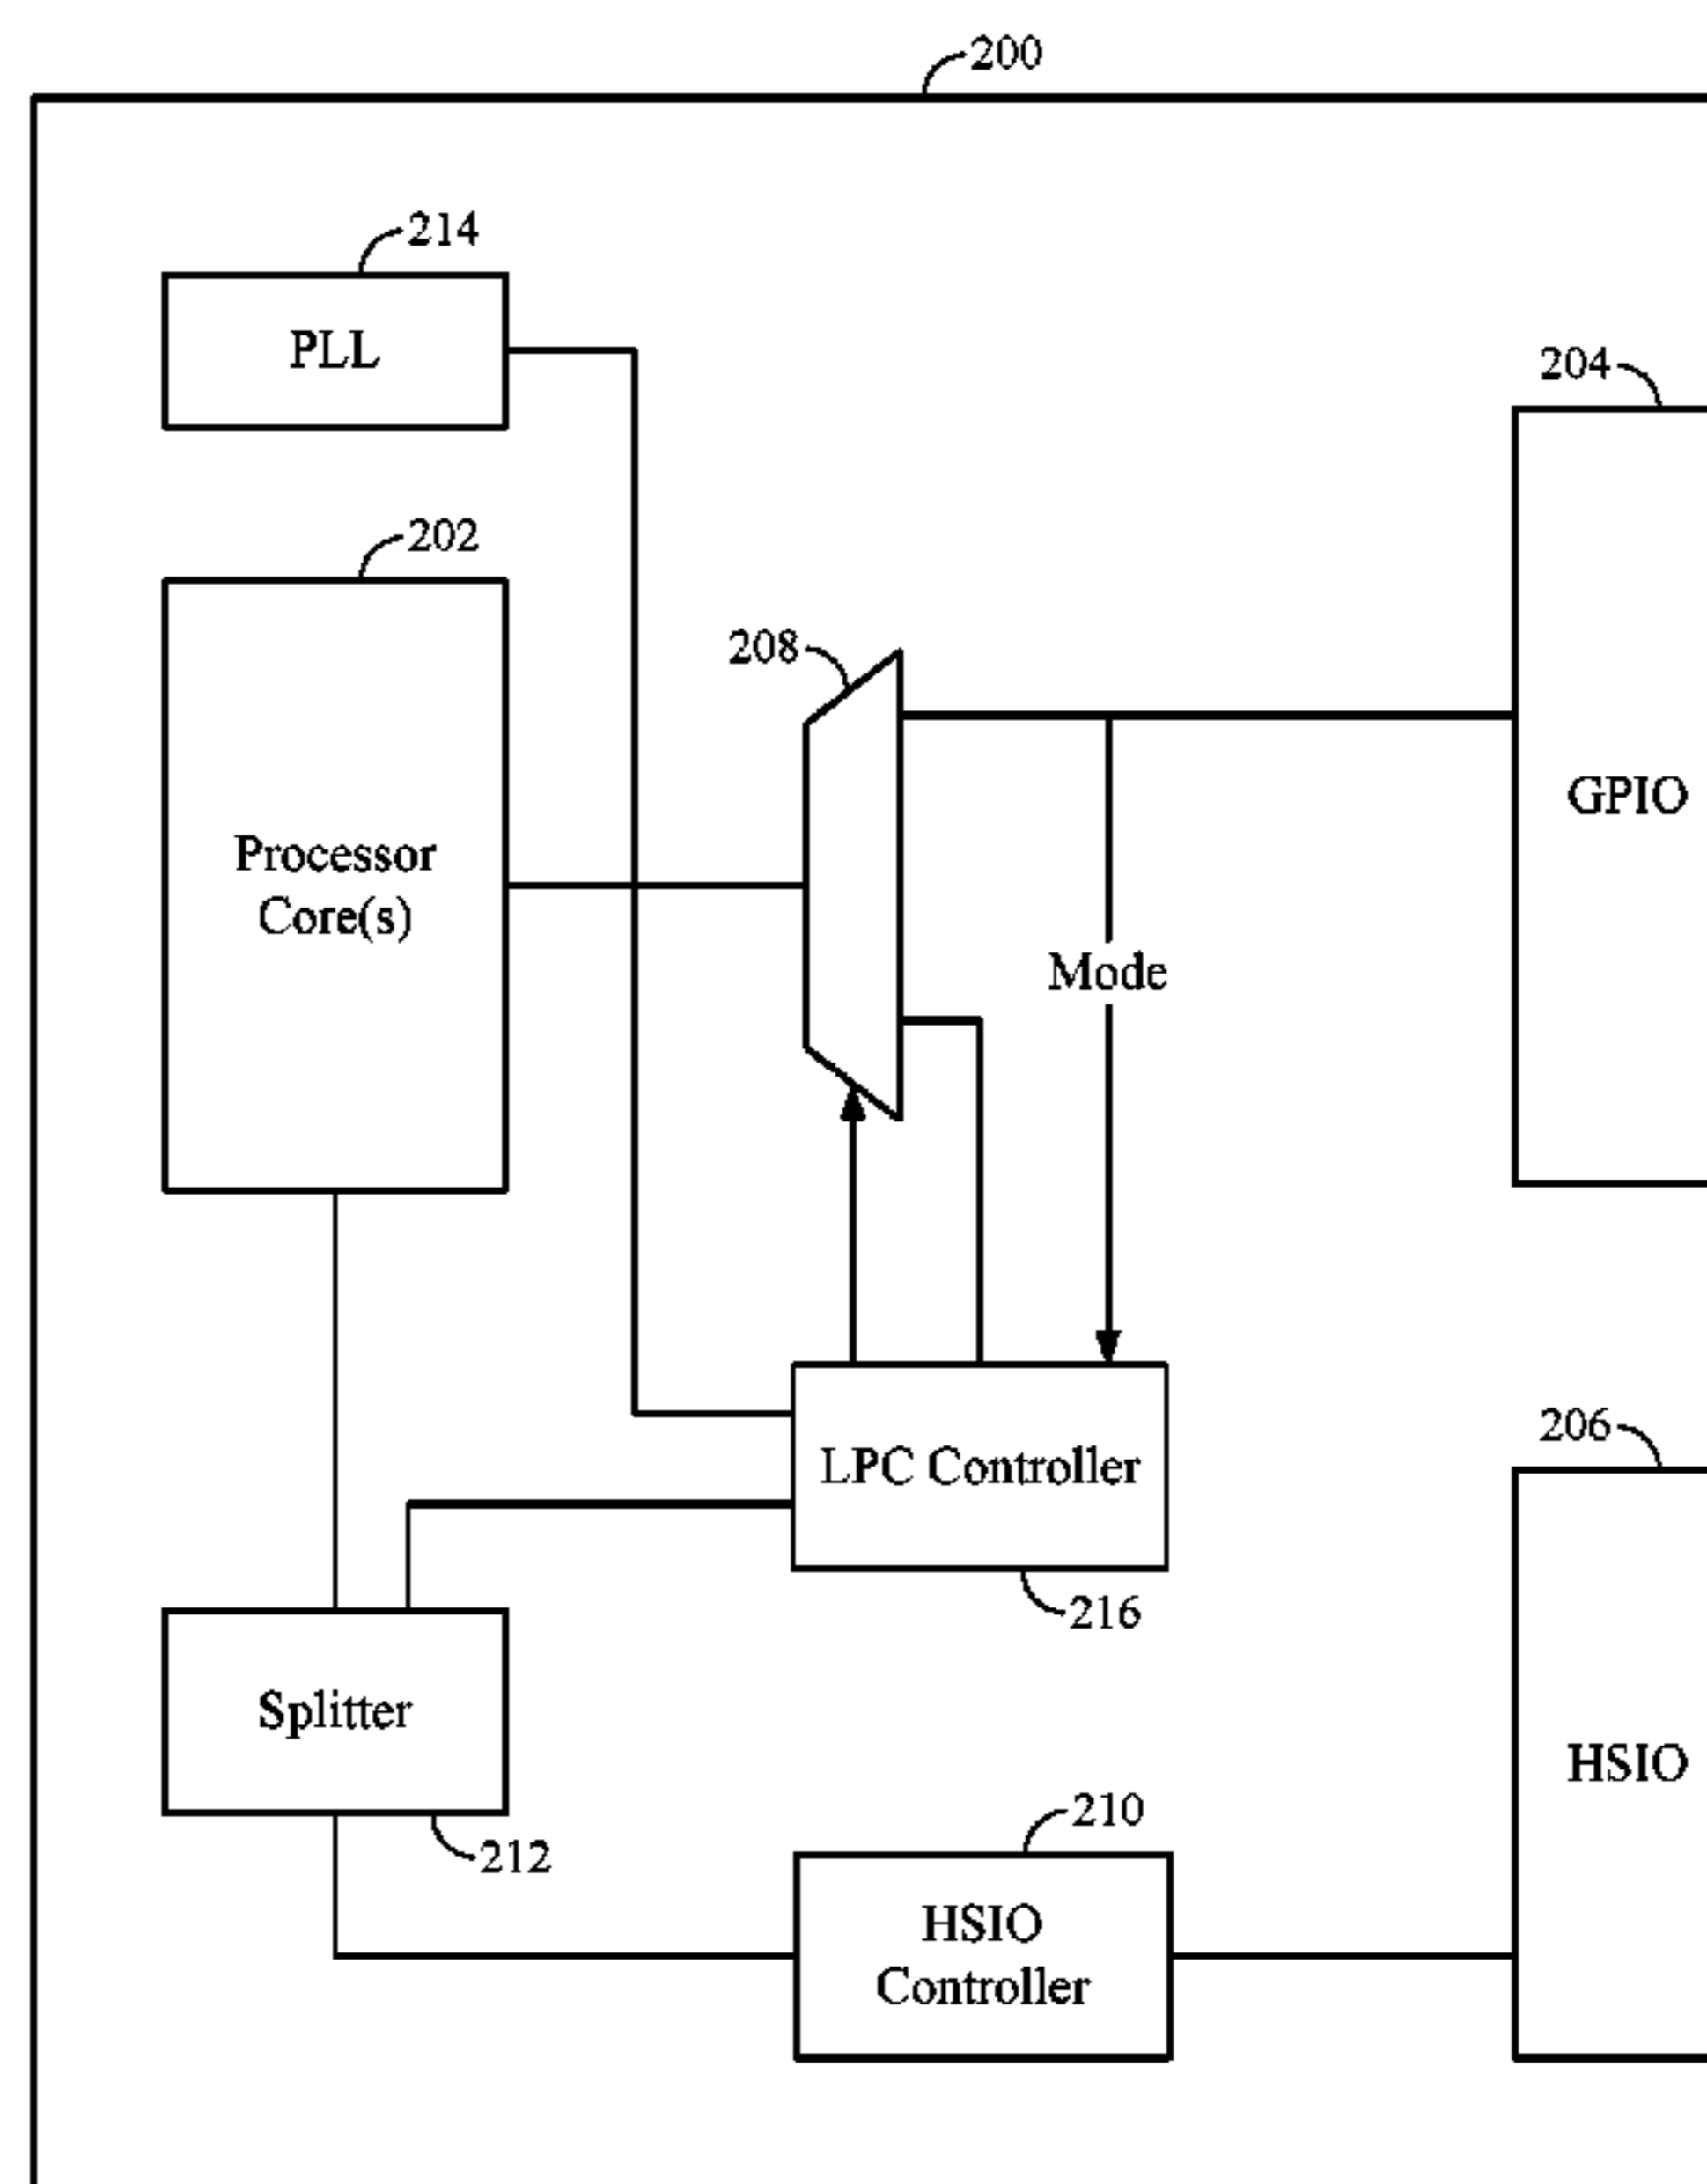 200
214
PLL
204
202
208
Processor
Core(s)
GPIO
Mode
206
LPC Controller
216
Splitter
HSIO
210
212
HSIO
Controller